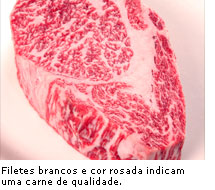 Filetes brancos e cor rosada indicam
uma carne de qualidade.